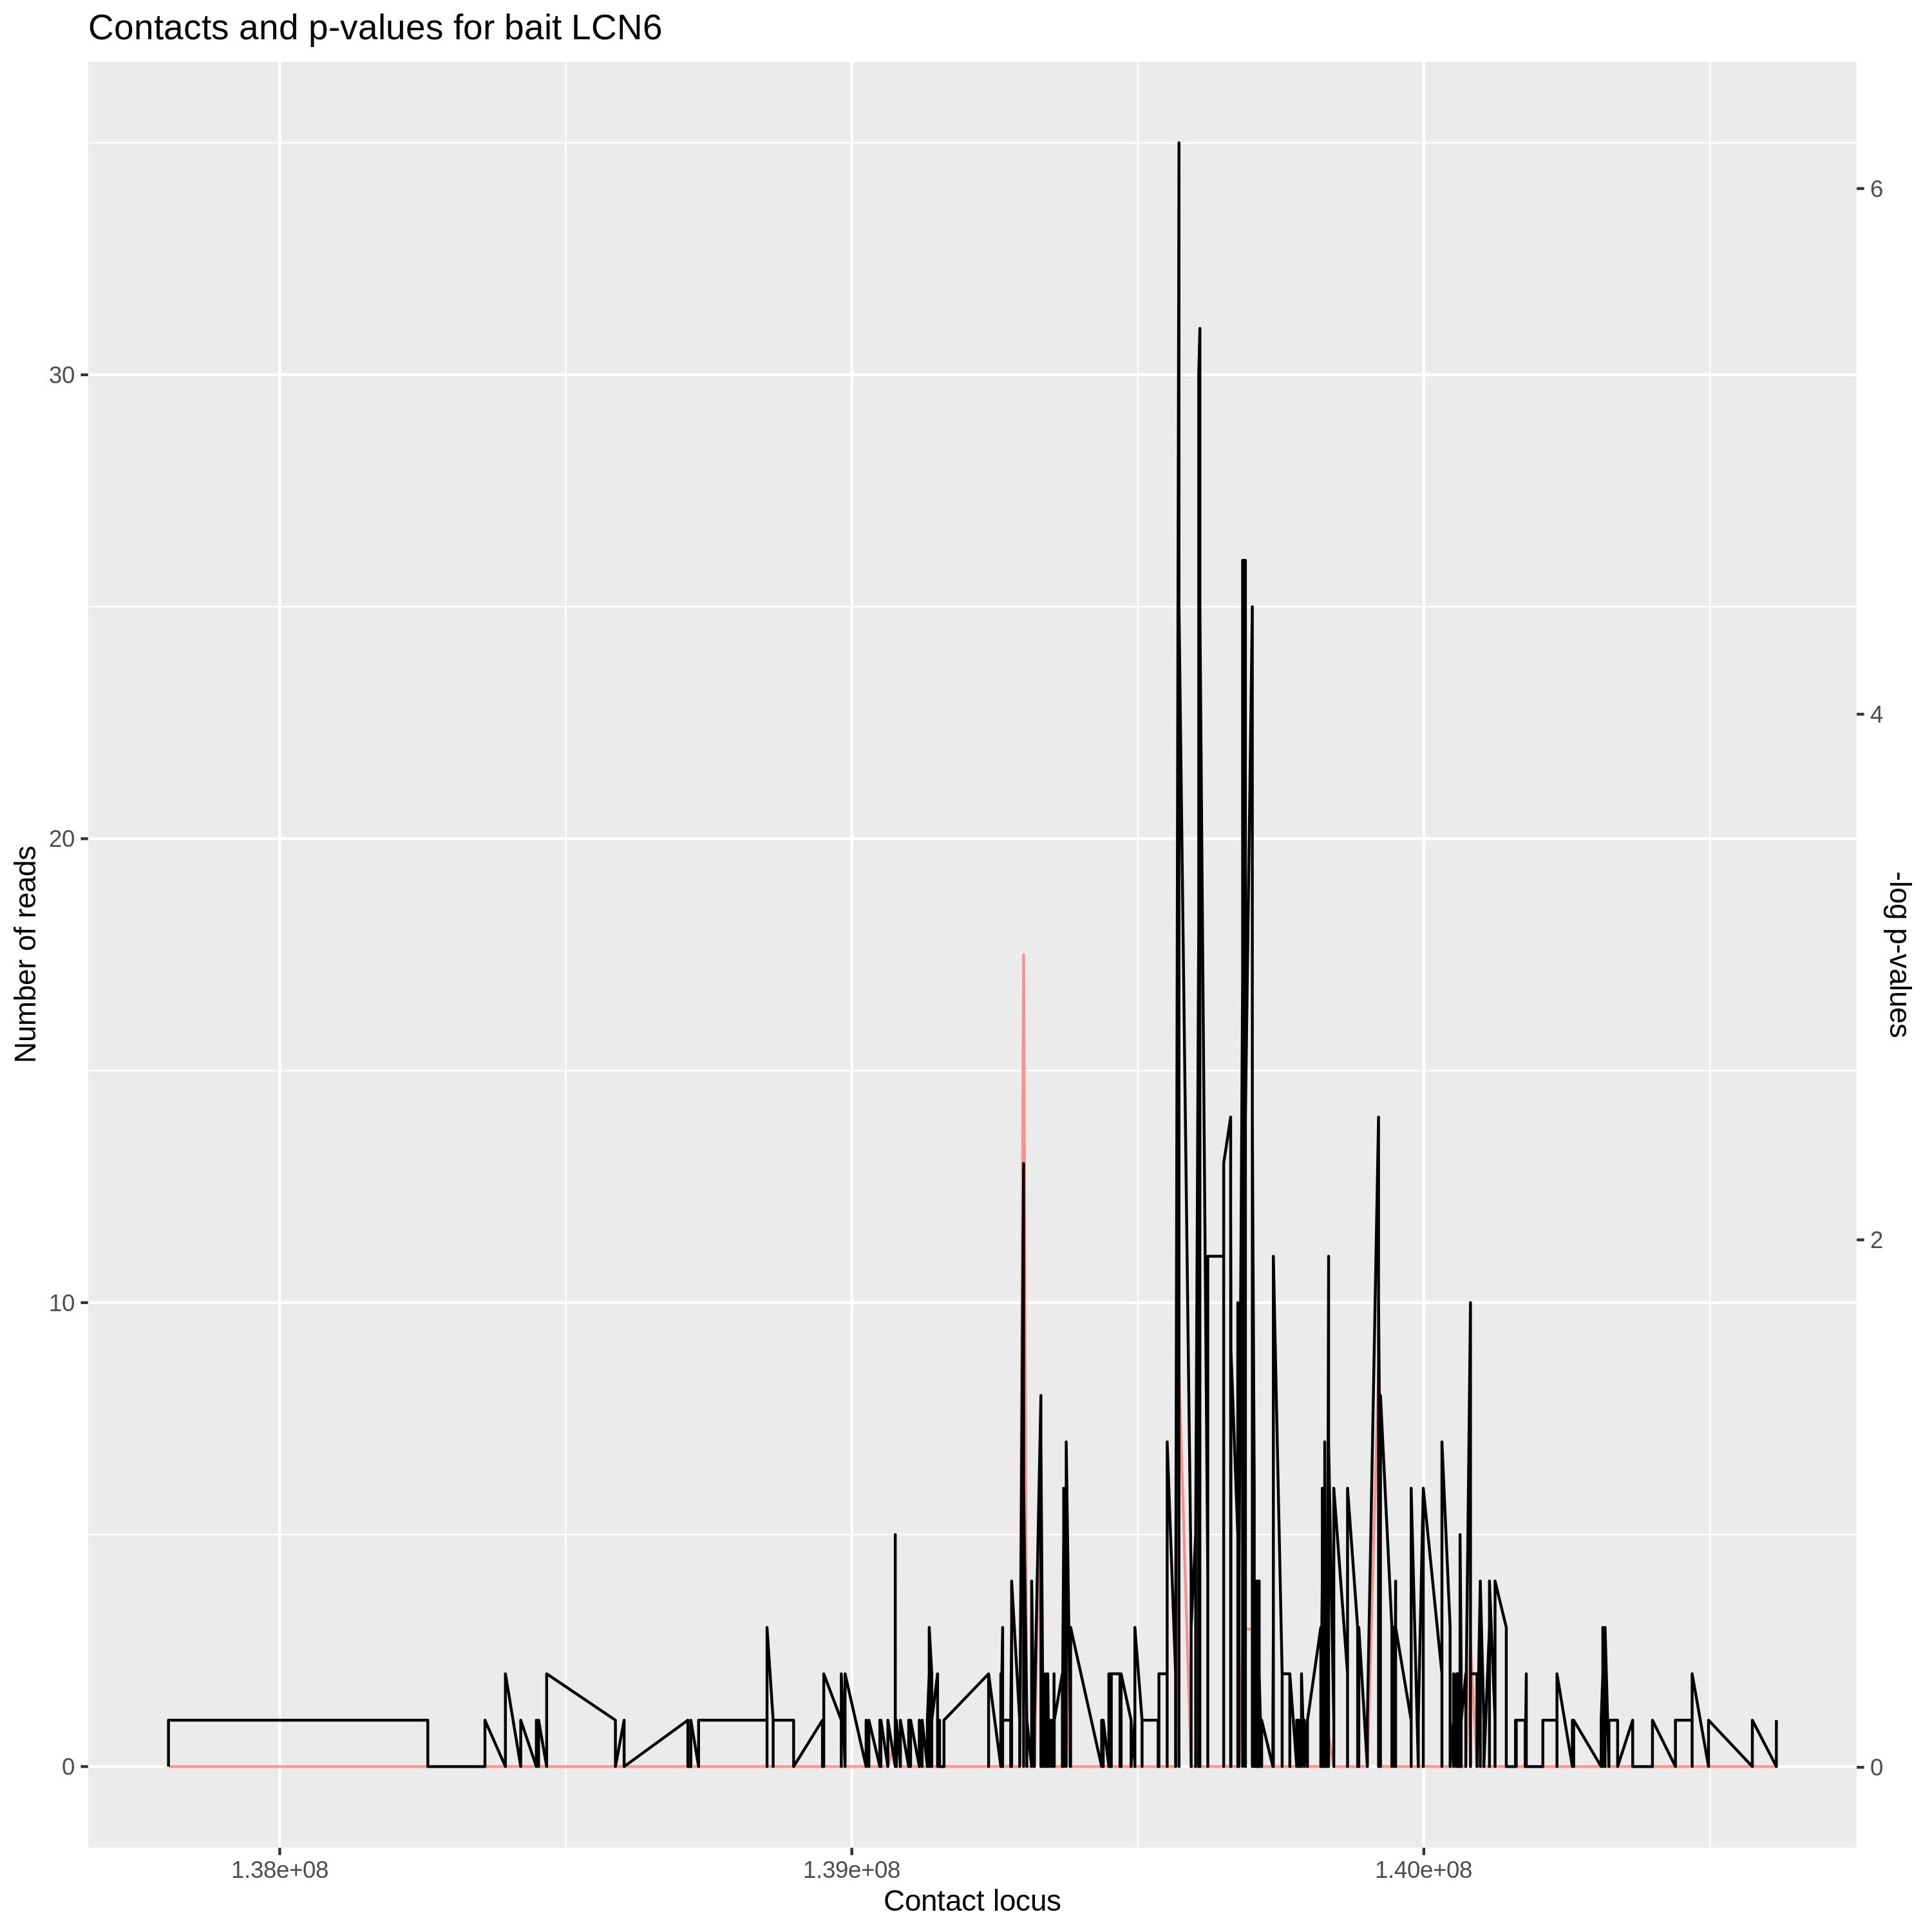 Contacts and p-values for bait LCN6
30
20
10
0
Number of reads
6
4
2
0
-log p-values
1.38e+08
1.39e+08
1.40e+08
Contact locus